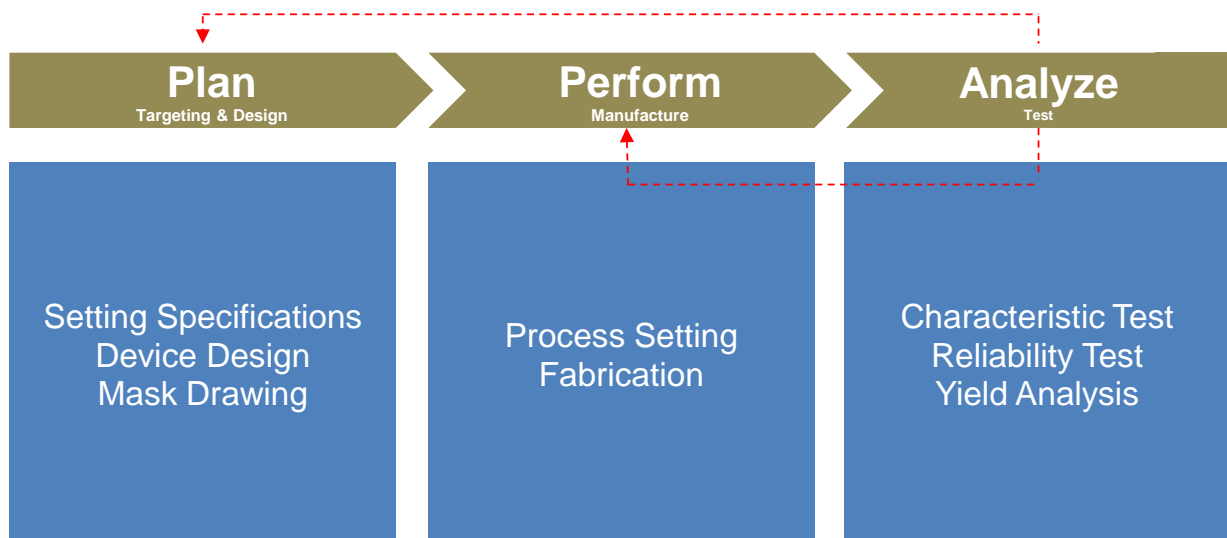 Plan
Targeting & Design
Perform
Manufacture
Analyze
Test
Setting Specifications
Device Design
Mask Drawing
Process Setting
Fabrication
Characteristic Test
Reliability Test
Yield Analysis